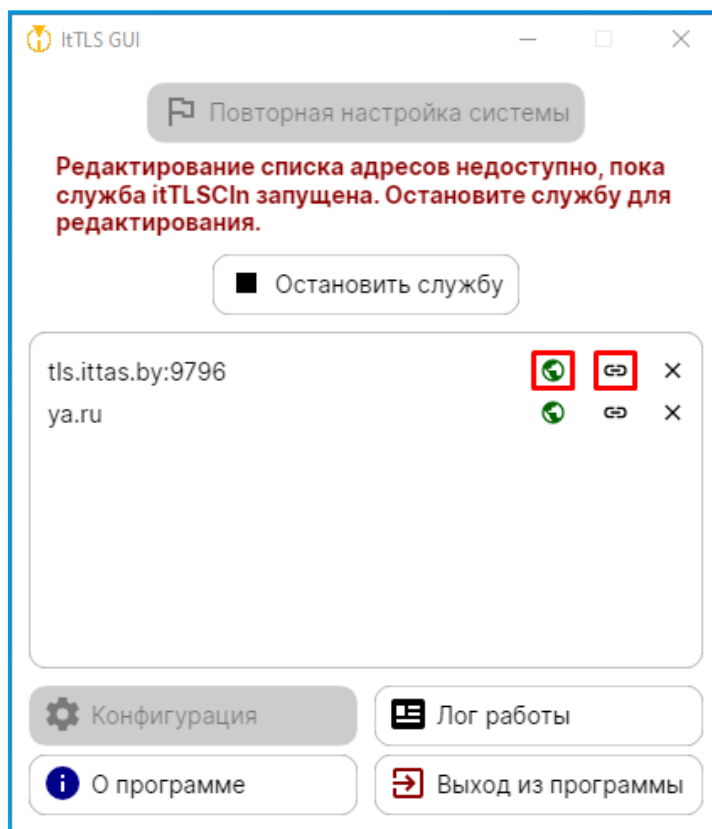 ItTLS GUI
Повторная настройка системы
Редактирование списка адресов недоступно, пока
служба itTLSCln запущена. Остановите службу для
редактирования.
Остановить службу
tls.ittas.by:9796
ya.ru
Конфигурация
Лог работы
О программе
Выход из программы